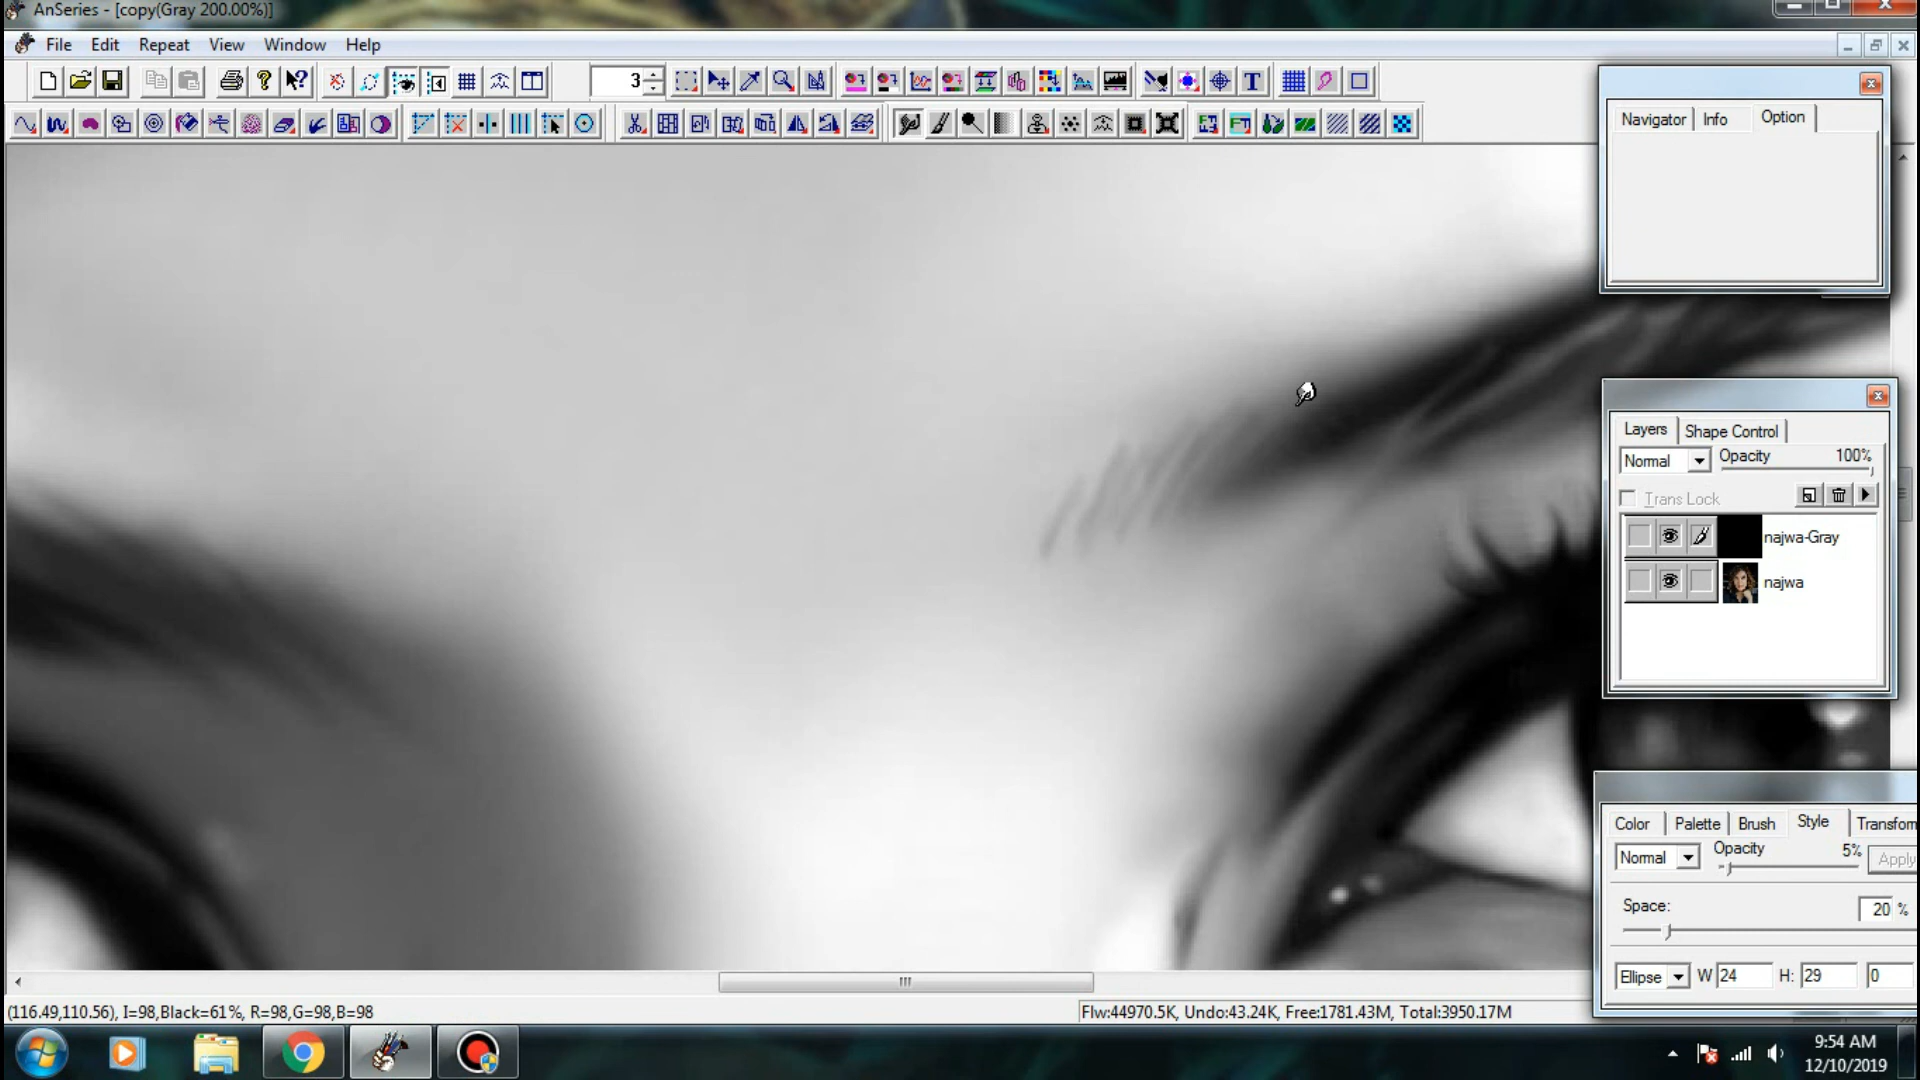 AnSeries - [copy(Gray 200.00%)]
File Edit Repeat View Window Help
3
Navigator Info Option
Layers Shape Control
Normal Opacity 100%
Trans Lock
najwa-Gray
najwa
Color Palette Brush Style Transfom
Normal Opacity 5% Apply
Space: 20 %
Ellipse W 24 H: 29 0
(116.49,110.56), I=98,Black=61%, R=98,G=98,B=98
Flw:44970.5K, Undo:43.24K, Free:1781.43M, Total:3950.17M
9:54 AM
12/10/2019